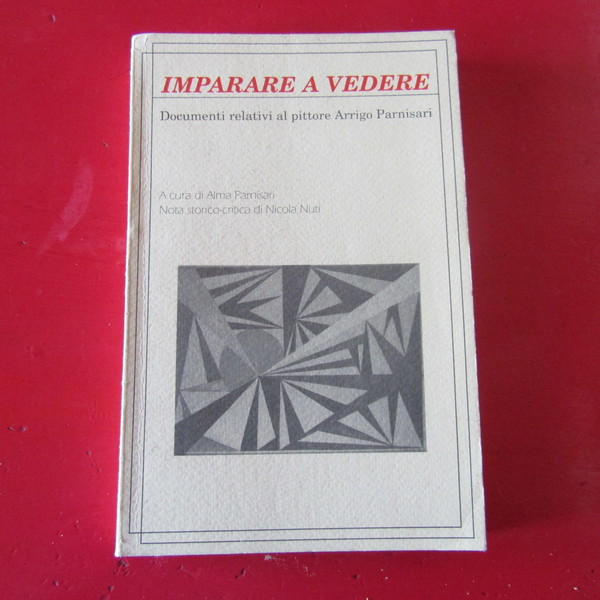 IMPARARE A VEDERE
Documenti relativi al pittore Arrigo Parnisari
A cura di Alma Parnisari
Nota storico-critica di Nicola Nuti